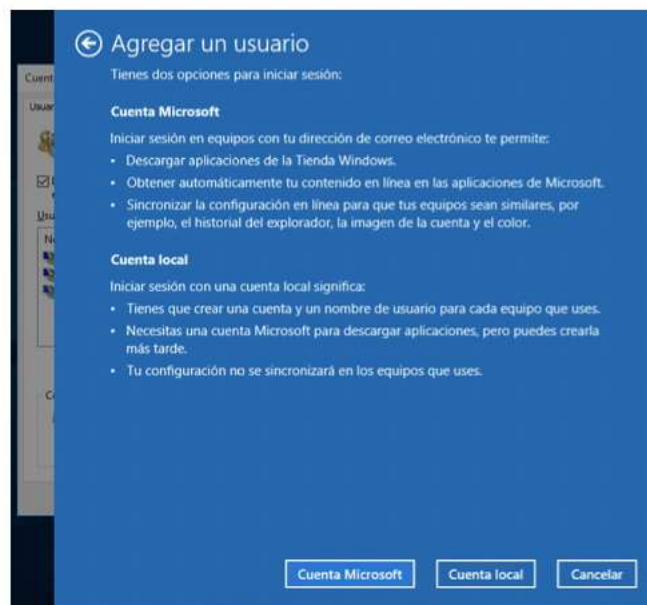 Agregar un usuario
Tienes dos opciones para iniciar sesión:
Cuenta Microsoft
Iniciar sesión en equipos con tu dirección de correo electrónico te permite:
• Descargar aplicaciones de la Tienda Windows.
• Obtener automáticamente tu contenido en línea en las aplicaciones de Microsoft.
• Sincronizar la configuración en línea para que tus equipos sean similares, por
ejemplo, el historial del explorador, la imagen de la cuenta y el color.
Cuenta local
Iniciar sesión con una cuenta local significa:
• Tienes que crear una cuenta y un nombre de usuario para cada equipo que uses.
• Necesitas una cuenta Microsoft para descargar aplicaciones, pero puedes crearla
más tarde.
• Tu configuración no se sincronizará en los equipos que uses.
Cuenta Microsoft
Cuenta local
Cancelar